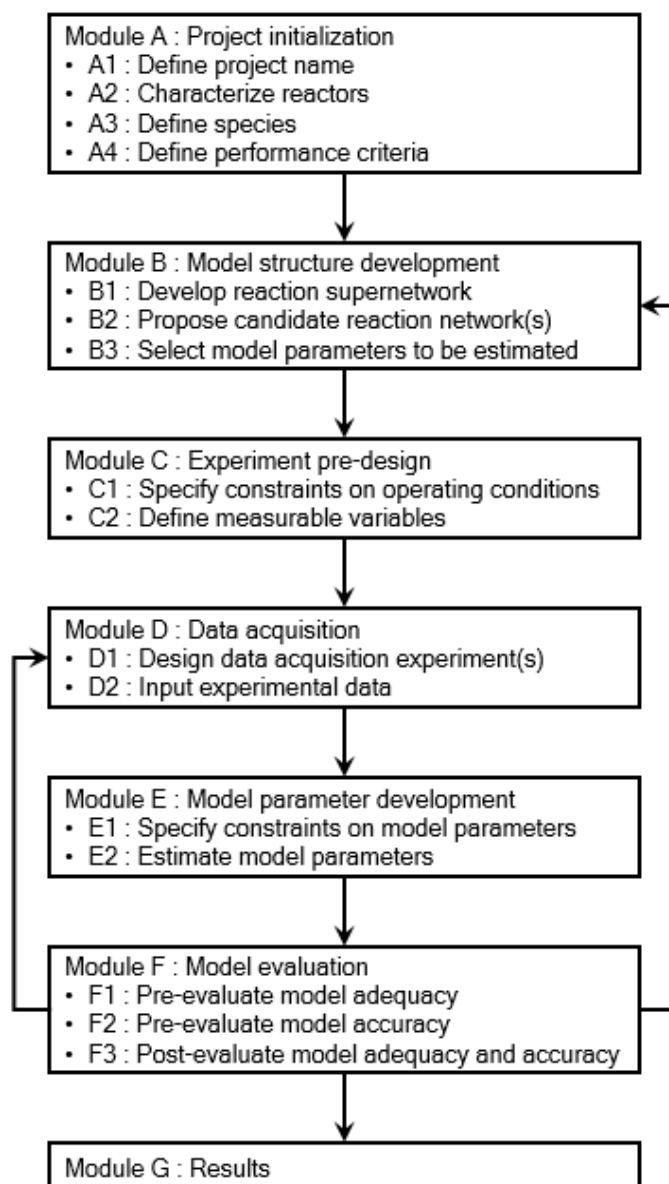 Module A : Project initialization
• A1 : Define project name
• A2 : Characterize reactors
• A3 : Define species
• A4 : Define performance criteria
Module B : Model structure development
• B1 : Develop reaction supernetwork
• B2 : Propose candidate reaction network(s)
• B3 : Select model parameters to be estimated
Module C : Experiment pre-design
• C1 : Specify constraints on operating conditions
• C2 : Define measurable variables
Module D : Data acquisition
• D1 : Design data acquisition experiment(s)
• D2 : Input experimental data
Module E : Model parameter development
• E1 : Specify constraints on model parameters
• E2 : Estimate model parameters
Module F : Model evaluation
• F1 : Pre-evaluate model adequacy
• F2 : Pre-evaluate model accuracy
• F3 : Post-evaluate model adequacy and accuracy
Module G : Results